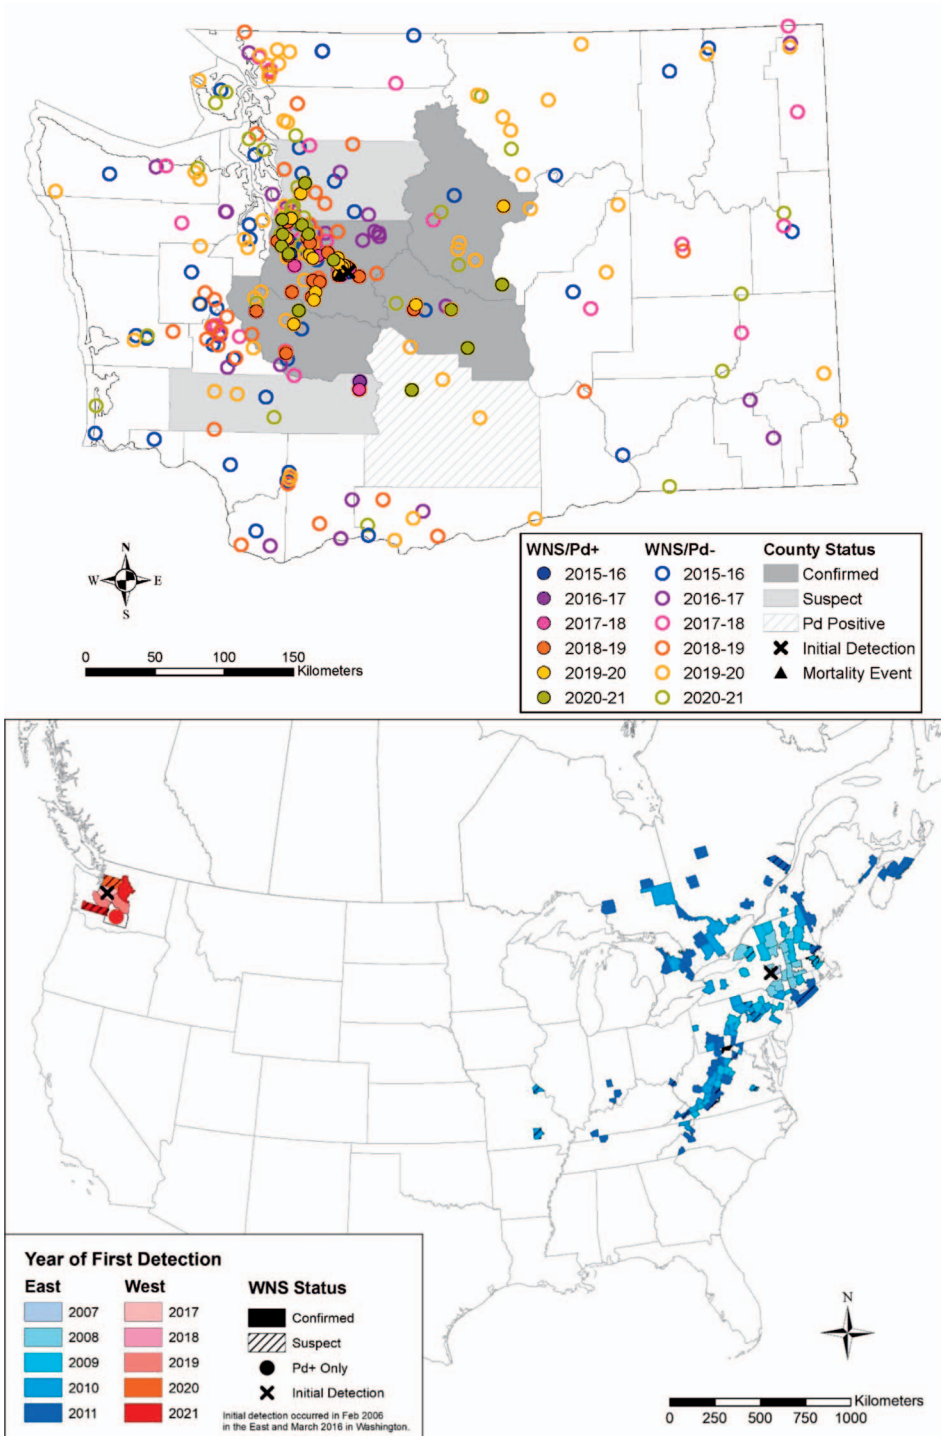 N
W E
S
0 50 100 150
Kilometers
WNS/Pd+ WNS/Pd- County Status
2015-16 2015-16 Confirmed
2016-17 2016-17 Suspect
2017-18 2017-18 Pd Positive
2018-19 2018-19 Initial Detection
2019-20 2019-20 Mortality Event
2020-21 2020-21
Year of First Detection
East West WNS Status
2007 2017 Confirmed
2008 2018 Suspect
2009 2019 Pd+ Only
2010 2020 Initial Detection
2011 2021
Initial detection occurred in Feb 2006
in the East and March 2016 in Washington.
N
Kilometers
0 250 500 750 1000